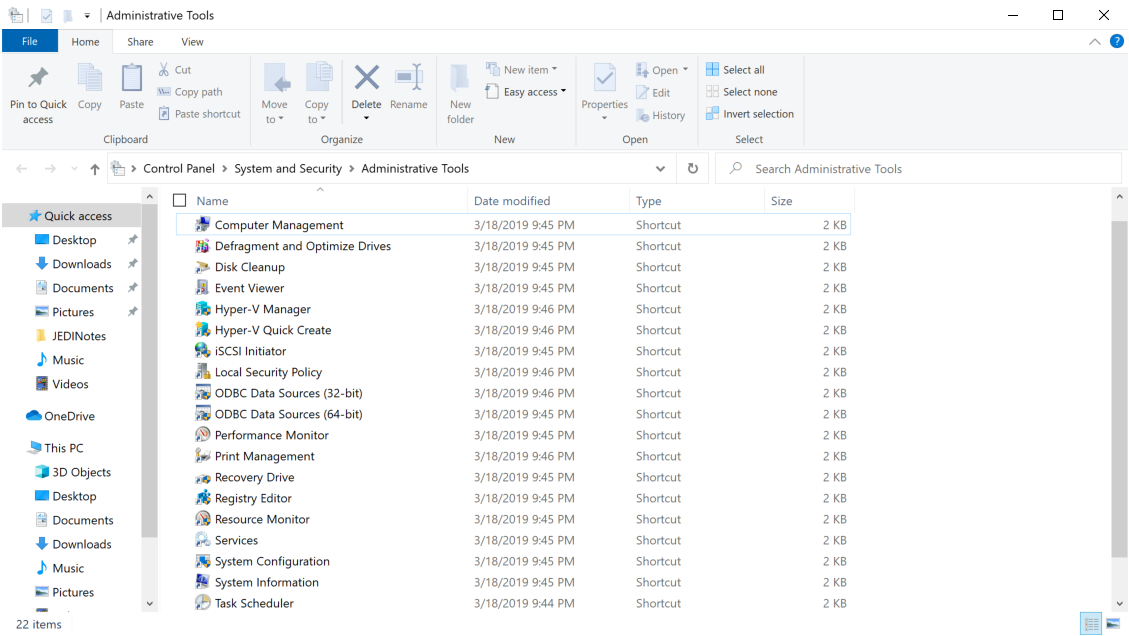 Administrative Tools
File Home Share View
Pin to Quick access
Copy
Paste
Cut
Copy path
Paste shortcut
Clipboard
Move to
Copy to
Delete
Rename
Organize
New folder
New item
Easy access
New
Properties
Open
Edit
History
Open
Select all
Select none
Invert selection
Select
Control Panel > System and Security > Administrative Tools
Search Administrative Tools
Quick access
Desktop
Downloads
Documents
Pictures
JEDINotes
Music
Videos
OneDrive
This PC
3D Objects
Desktop
Documents
Downloads
Music
Pictures
Name Date modified Type Size
Computer Management 3/18/2019 9:45 PM Shortcut 2 KB
Defragment and Optimize Drives 3/18/2019 9:45 PM Shortcut 2 KB
Disk Cleanup 3/18/2019 9:45 PM Shortcut 2 KB
Event Viewer 3/18/2019 9:45 PM Shortcut 2 KB
Hyper-V Manager 3/18/2019 9:46 PM Shortcut 2 KB
Hyper-V Quick Create 3/18/2019 9:46 PM Shortcut 2 KB
iSCSI Initiator 3/18/2019 9:45 PM Shortcut 2 KB
Local Security Policy 3/18/2019 9:46 PM Shortcut 2 KB
ODBC Data Sources (32-bit) 3/18/2019 9:46 PM Shortcut 2 KB
ODBC Data Sources (64-bit) 3/18/2019 9:45 PM Shortcut 2 KB
Performance Monitor 3/18/2019 9:45 PM Shortcut 2 KB
Print Management 3/18/2019 9:46 PM Shortcut 2 KB
Recovery Drive 3/18/2019 9:45 PM Shortcut 2 KB
Registry Editor 3/18/2019 9:45 PM Shortcut 2 KB
Resource Monitor 3/18/2019 9:45 PM Shortcut 2 KB
Services 3/18/2019 9:45 PM Shortcut 2 KB
System Configuration 3/18/2019 9:45 PM Shortcut 2 KB
System Information 3/18/2019 9:45 PM Shortcut 2 KB
Task Scheduler 3/18/2019 9:44 PM Shortcut 2 KB
22 items